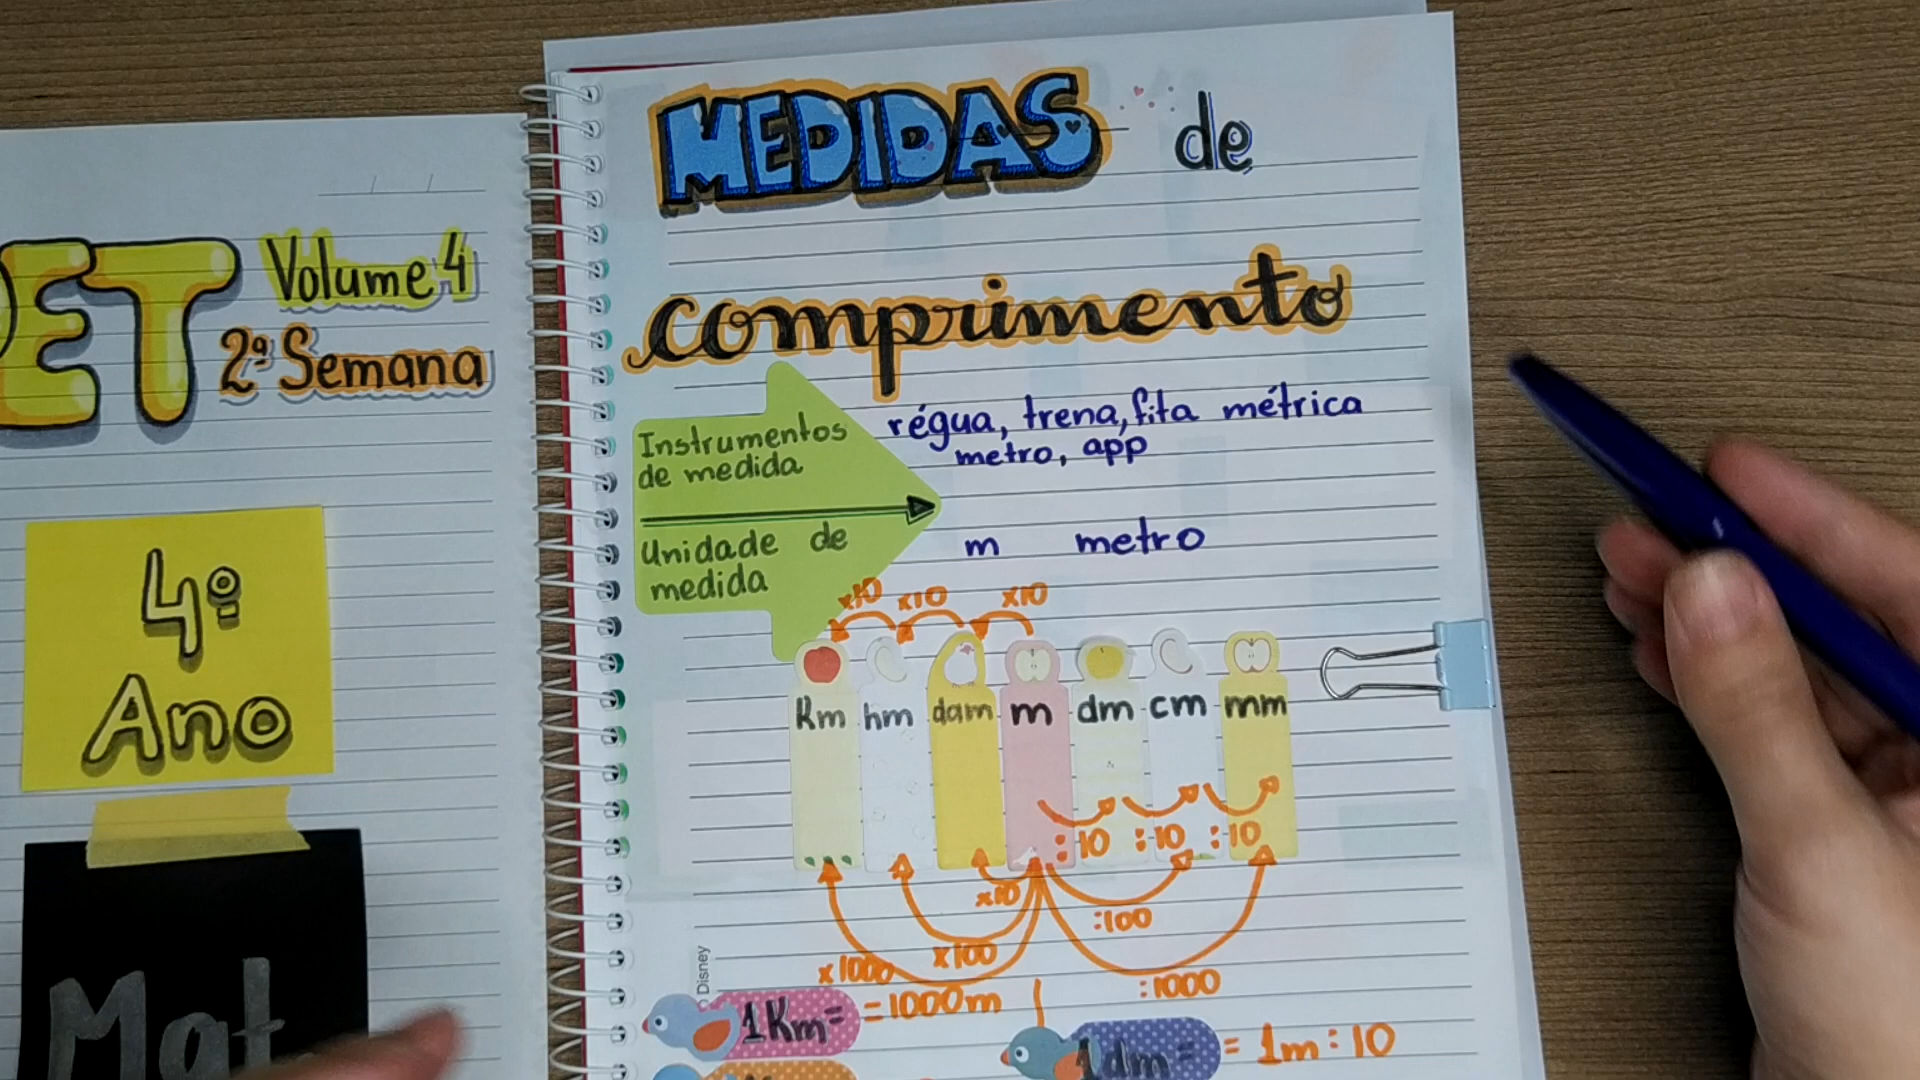 ET Volume 4
2ª Semana
4º
Ano
Mat
MEDIDAS de
comprimento
Instrumentos
de medida
régua, trena, fita métrica
metro, app
Unidade de
medida
m metro
x10 x10 x10
Km hm dam m dm cm mm
:10 :10 :10
x10
:100
x100
x1000
:1000
Disney
1Km= =1000m
1dm= = 1m:10